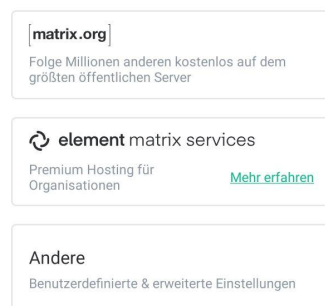 [matrix.org]
Folge Millionen anderen kostenlos auf dem
größten öffentlichen Server
element matrix services
Premium Hosting für
Organisationen
Mehr erfahren
Andere
Benutzerdefinierte & erweiterte Einstellungen